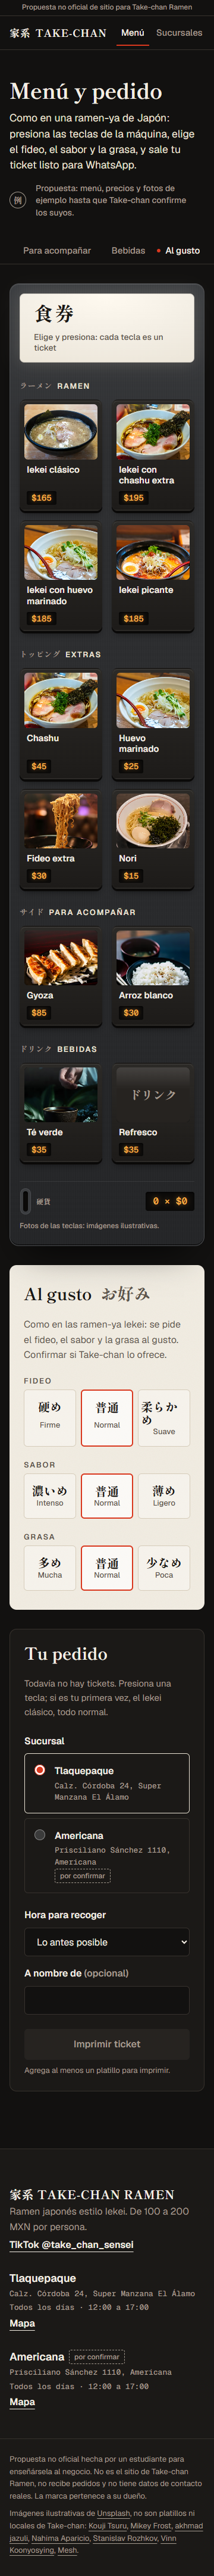 Propuesta no oficial de sitio para Take-chan Ramen
家系 TAKE-CHAN
Menú
Sucursales
Menú y pedido
Como en una ramen-ya de Japón:
presiona las teclas de la máquina, elige
el fideo, el sabor y la grasa, y sale tu
ticket listo para WhatsApp.
例
Propuesta: menú, precios y fotos de
ejemplo hasta que Take-chan confirme
los suyos.
Para acompañar
Bebidas
Al gusto
食券
Elige y presiona: cada tecla es un
ticket
ラーメン RAMEN
Iekei clásico
$165
Iekei con
chashu extra
$195
Iekei con huevo
marinado
$185
Iekei picante
$185
トッピング EXTRAS
Chashu
$45
Huevo
marinado
$25
Fideo extra
$30
Nori
$15
サイド PARA ACOMPAÑAR
Gyoza
$85
Arroz blanco
$30
ドリンク BEBIDAS
Té verde
$35
ドリンク
Refresco
$35
硬貨
0 × $0
Fotos de las teclas: imágenes ilustrativas.
Al gusto お好み
Como en las ramen-ya Iekei: se pide
el fideo, el sabor y la grasa al gusto.
Confirmar si Take-chan lo ofrece.
FIDEO
硬め
Firme
普通
Normal
柔らか
め
Suave
SABOR
濃いめ
Intenso
普通
Normal
薄め
Ligero
GRASA
多め
Mucha
普通
Normal
少なめ
Poca
Tu pedido
Todavía no hay tickets. Presiona una
tecla; si es tu primera vez, el Iekei
clásico, todo normal.
Sucursal
Tlaquepaque
Calz. Córdoba 24, Super
Manzana El Álamo
Americana
Prisciliano Sánchez 1110,
Americana
por confirmar
Hora para recoger
Lo antes posible
A nombre de (opcional)
Imprimir ticket
Agrega al menos un platillo para imprimir.
家系 TAKE-CHAN RAMEN
Ramen japonés estilo Iekei. De 100 a 200
MXN por persona.
TikTok @take_chan_sensei
Tlaquepaque
Calz. Córdoba 24, Super Manzana El Álamo
Todos los días · 12:00 a 17:00
Mapa
Americana por confirmar
Prisciliano Sánchez 1110, Americana
Todos los días · 12:00 a 17:00
Mapa
Propuesta no oficial hecha por un estudiante para
enseñársela al negocio. No es el sitio de Take-chan
Ramen, no recibe pedidos y no tiene datos de contacto
reales. La marca pertenece a su dueño.
Imágenes ilustrativas de Unsplash, no son platillos ni
locales de Take-chan: Kouji Tsuru, Mikey Frost, akhmad
jazuli, Nahima Aparicio, Stanislav Rozhkov, Vinn
Koonyosying, Mesh.